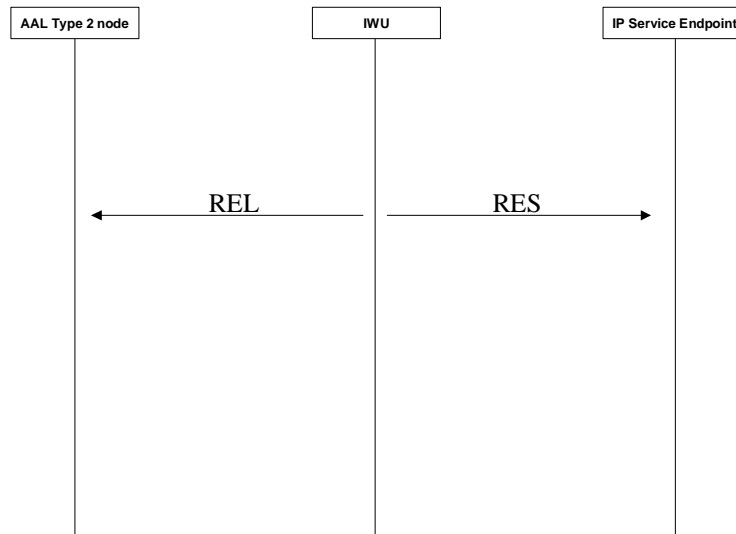 AAL Type 2 node
IWU
IP Service Endpoint
REL
RES